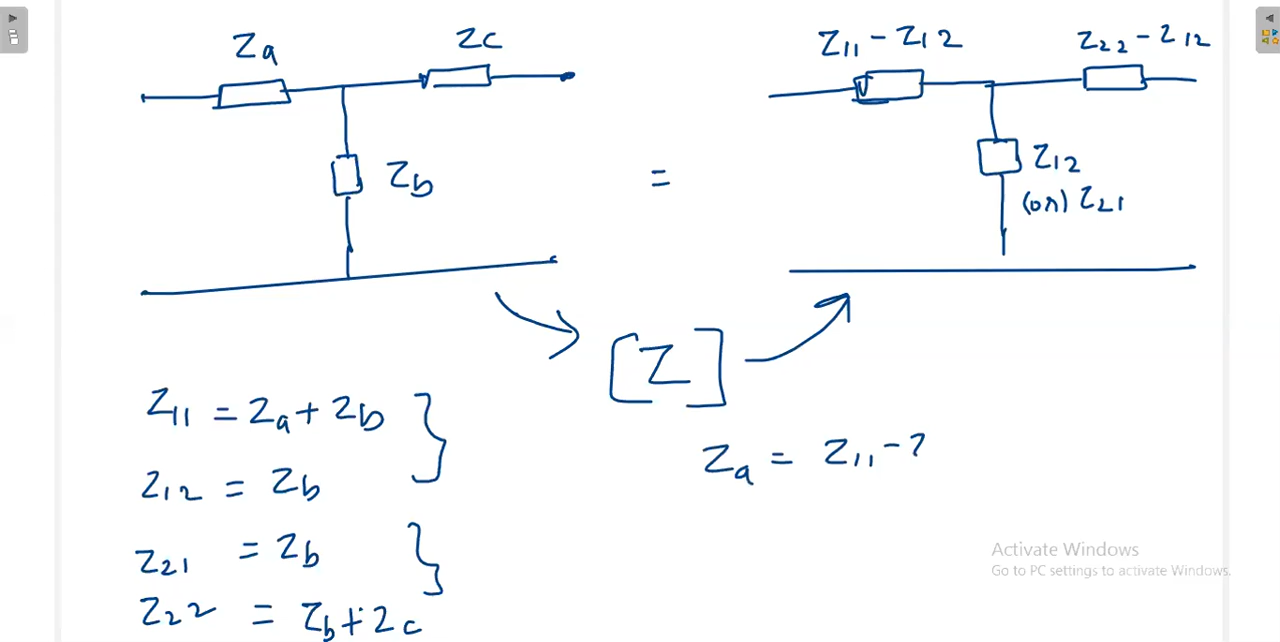 Za
Zc
Zb
=
Z11 - Z12
Z22 - Z12
Z12
(or) Z21
[Z]
Z11 = Za + Zb
Z12 = Zb
Z21 = Zb
Z22 = Zb + Zc
Za = Z11 -
Activate Windows
Go to PC settings to activate Windows.